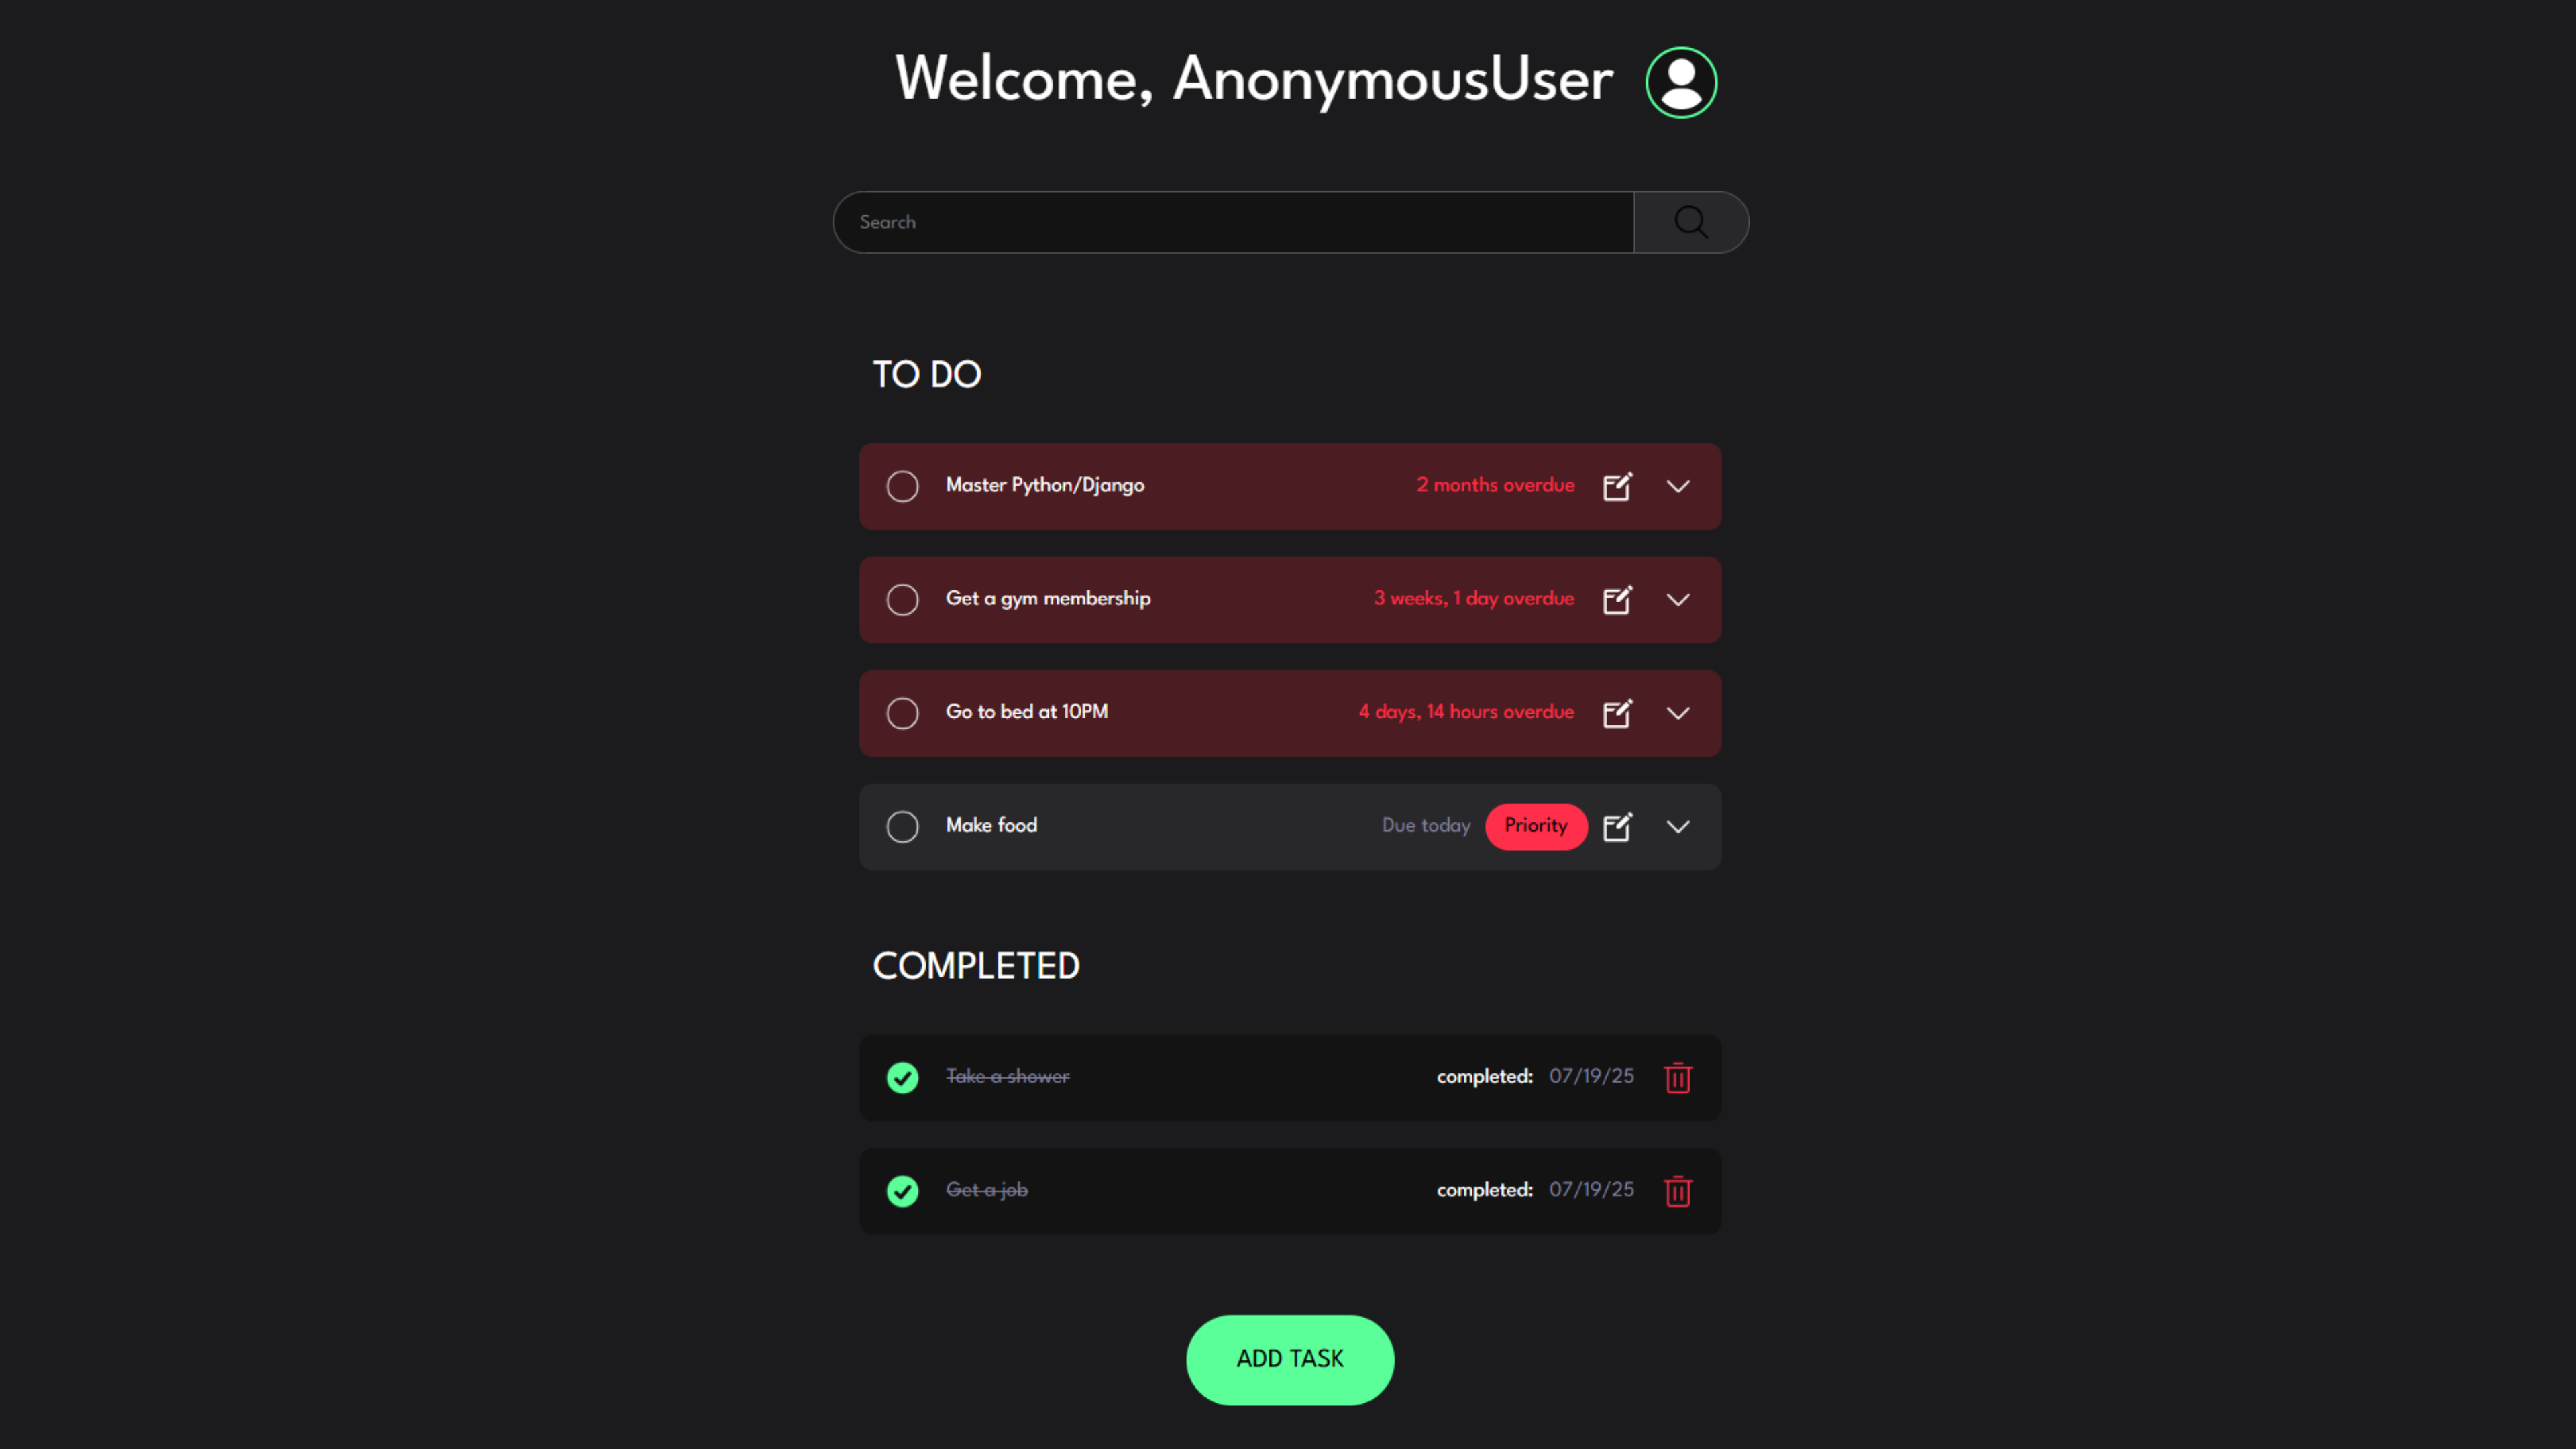 Welcome, AnonymousUser
Search
TO DO
Master Python/Django 2 months overdue
Get a gym membership 3 weeks, 1 day overdue
Go to bed at 10PM 4 days, 14 hours overdue
Make food Due today Priority
COMPLETED
Take a shower completed: 07/19/25
Get a job completed: 07/19/25
ADD TASK